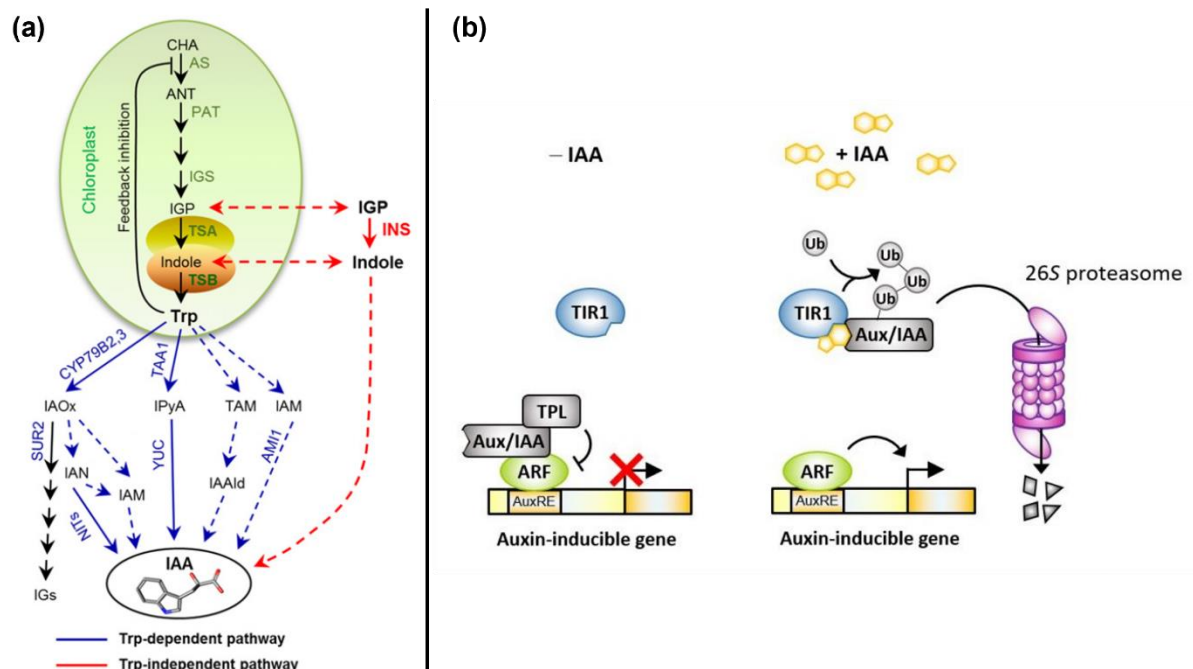 (a)
CHA
AS
ANT
PAT
IGS
IGP
TSA
Indole
TSB
Trp
Chloroplast
Feedback inhibition
IGP
INS
Indole
CYP79B2,3
TAA1
IAOx
IPyA
TAM
IAM
SUR2
IAN
IAM
YUC
IAAld
AMI1
NITs
IAA
IGs
Trp-dependent pathway
Trp-independent pathway
(b)
– IAA
+ IAA
TIR1
TPL
Aux/IAA
ARF
AuxRE
Auxin-inducible gene
Ub
Ub
Ub
Ub
TIR1
Aux/IAA
26S proteasome
ARF
AuxRE
Auxin-inducible gene